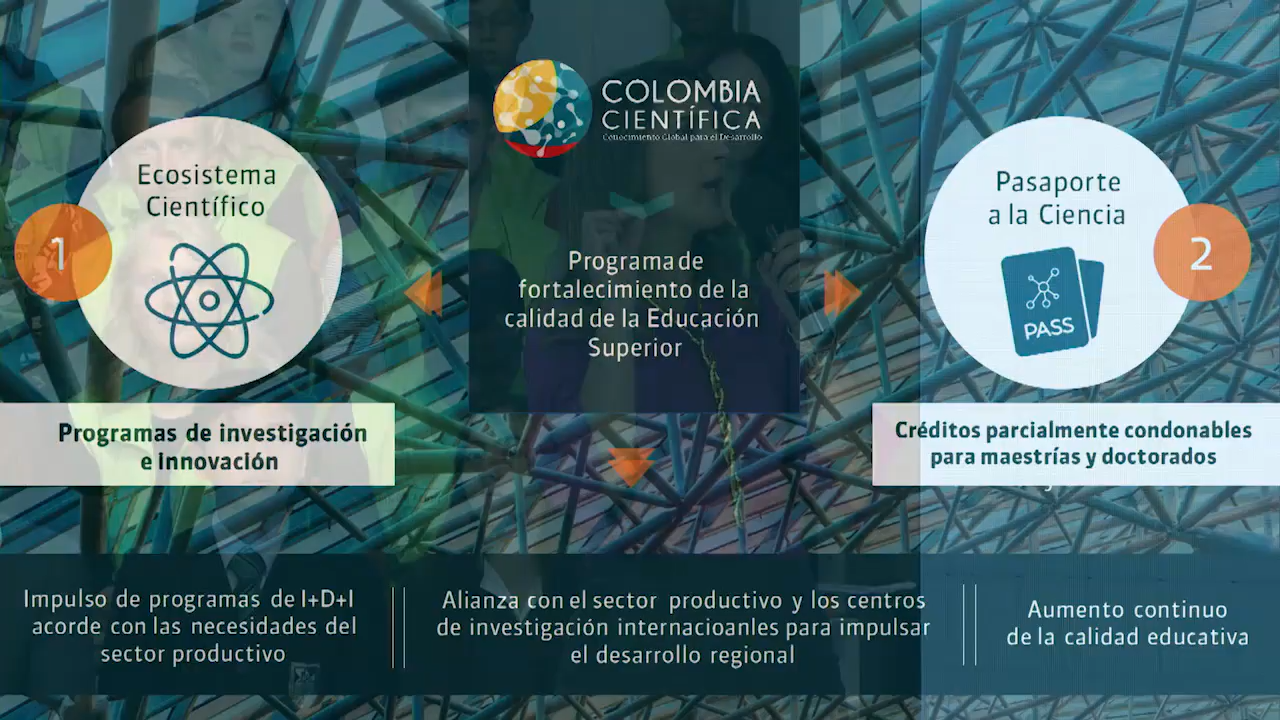 COLOMBIA
CIENTÍFICA
Conocimiento Global para el Desarrollo
Ecosistema
Científico
1
Programas de investigación
e Innovación
Programa de
fortalecimiento de la
calidad de la Educación
Superior
Pasaporte
a la Ciencia
2
PASS
Créditos parcialmente condonables
para maestrías y doctorados
Impulso de programas de I+D+I
acorde con las necesidades del
sector productivo
Alianza con el sector productivo y los centros
de investigación internacioanles para impulsar
el desarrollo regional
Aumento continuo
de la calidad educativa